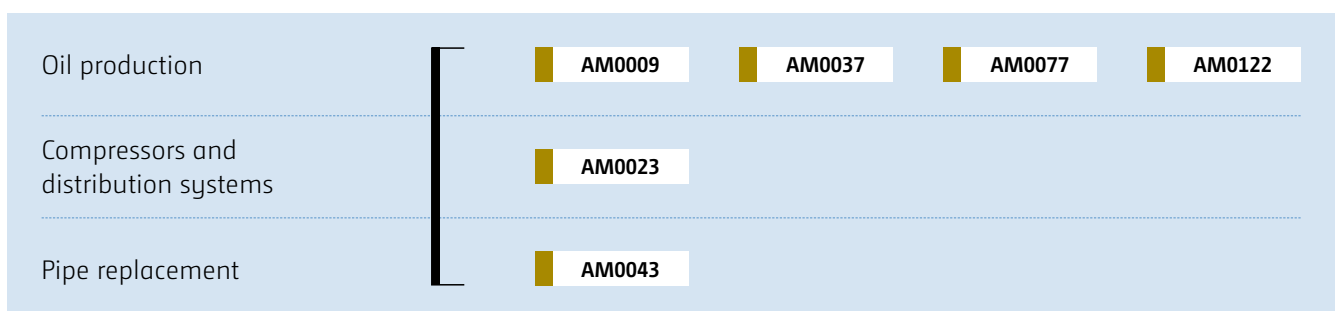 Oil production
AM0009 AM0037 AM0077 AM0122
Compressors and
distribution systems
AM0023
Pipe replacement
AM0043